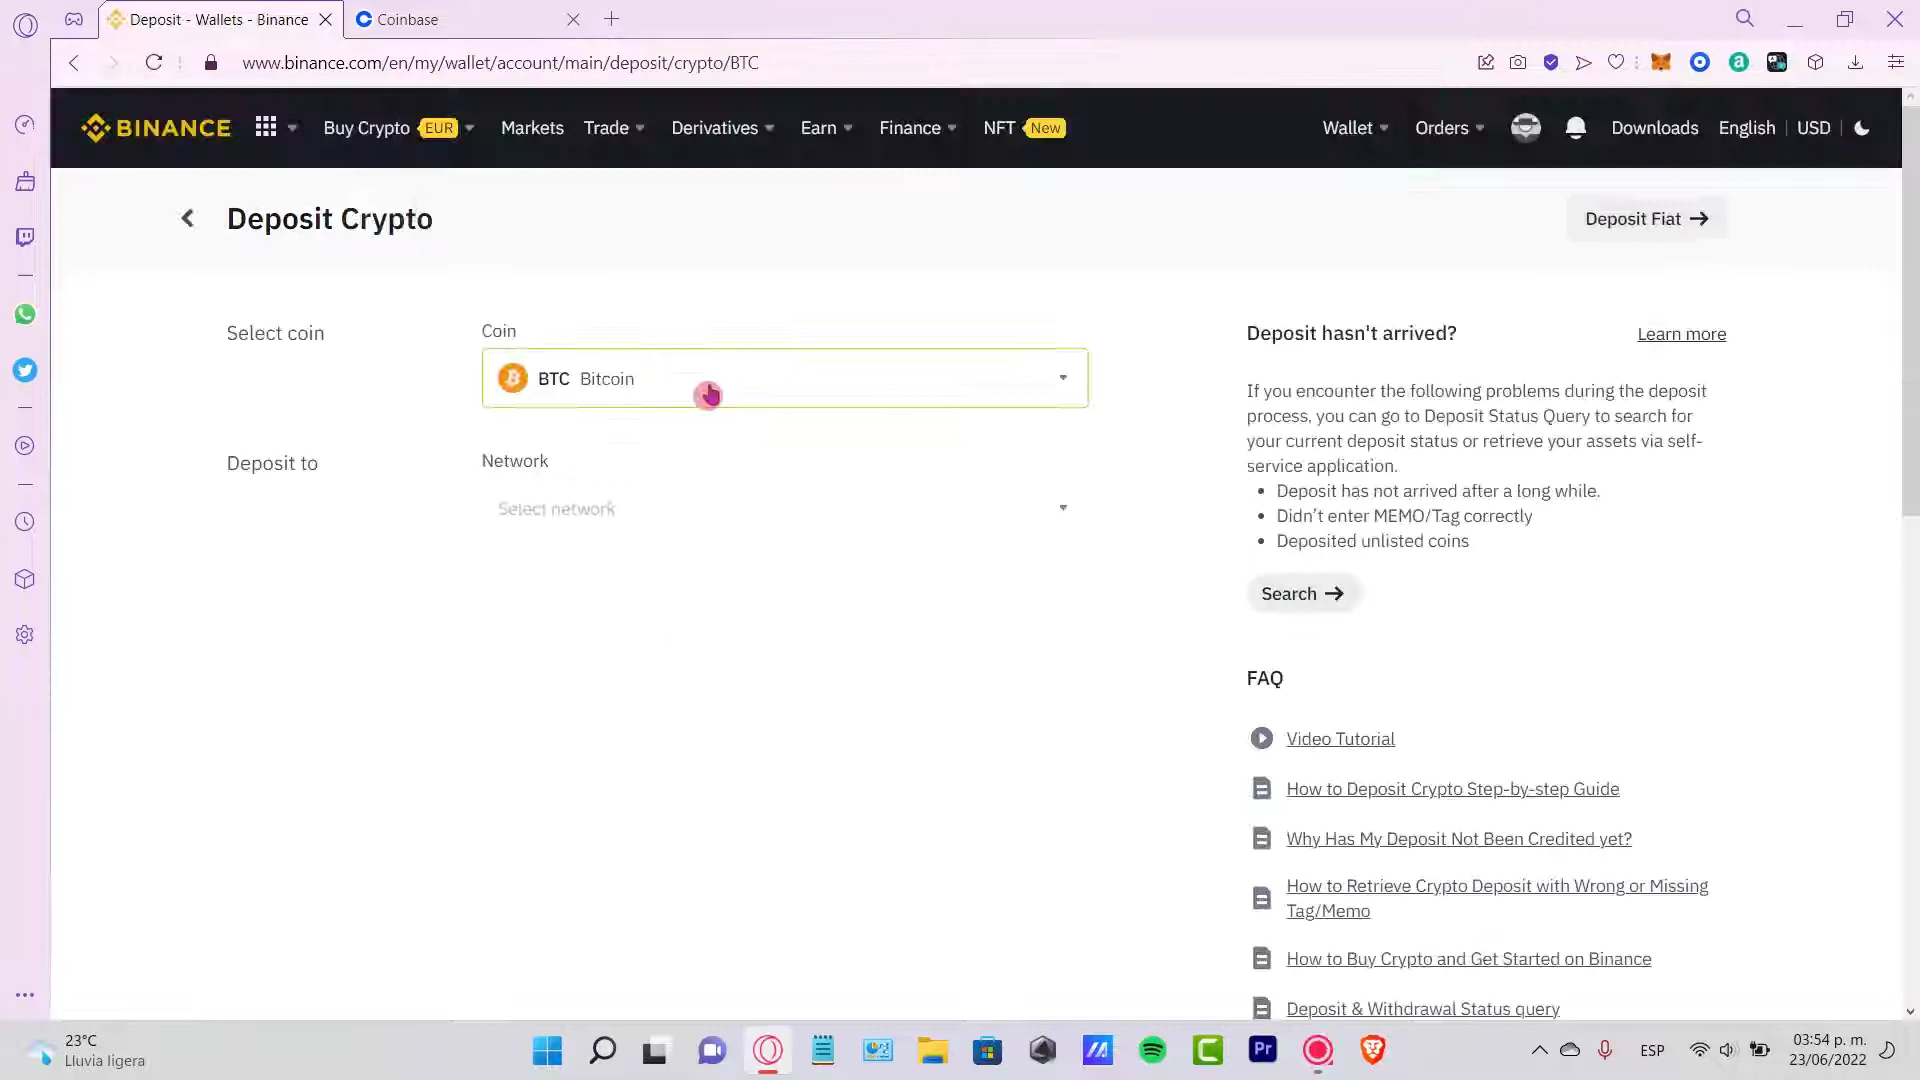 Deposit - Wallets - Binance
Coinbase
www.binance.com/en/my/wallet/account/main/deposit/crypto/BTC
BINANCE
Buy Crypto EUR
Markets
Trade
Derivatives
Earn
Finance
NFT New
Wallet
Orders
Downloads
English
USD
Deposit Crypto
Deposit Fiat
Select coin
Coin
BTC Bitcoin
Deposit to
Network
Select network
Deposit hasn't arrived?
Learn more
If you encounter the following problems during the deposit
process, you can go to Deposit Status Query to search for
your current deposit status or retrieve your assets via self-
service application.
Deposit has not arrived after a long while.
Didn’t enter MEMO/Tag correctly
Deposited unlisted coins
Search
FAQ
Video Tutorial
How to Deposit Crypto Step-by-step Guide
Why Has My Deposit Not Been Credited yet?
How to Retrieve Crypto Deposit with Wrong or Missing
Tag/Memo
How to Buy Crypto and Get Started on Binance
Deposit & Withdrawal Status query
23°C
Lluvia ligera
Pr
ESP
03:54 p. m.
23/06/2022